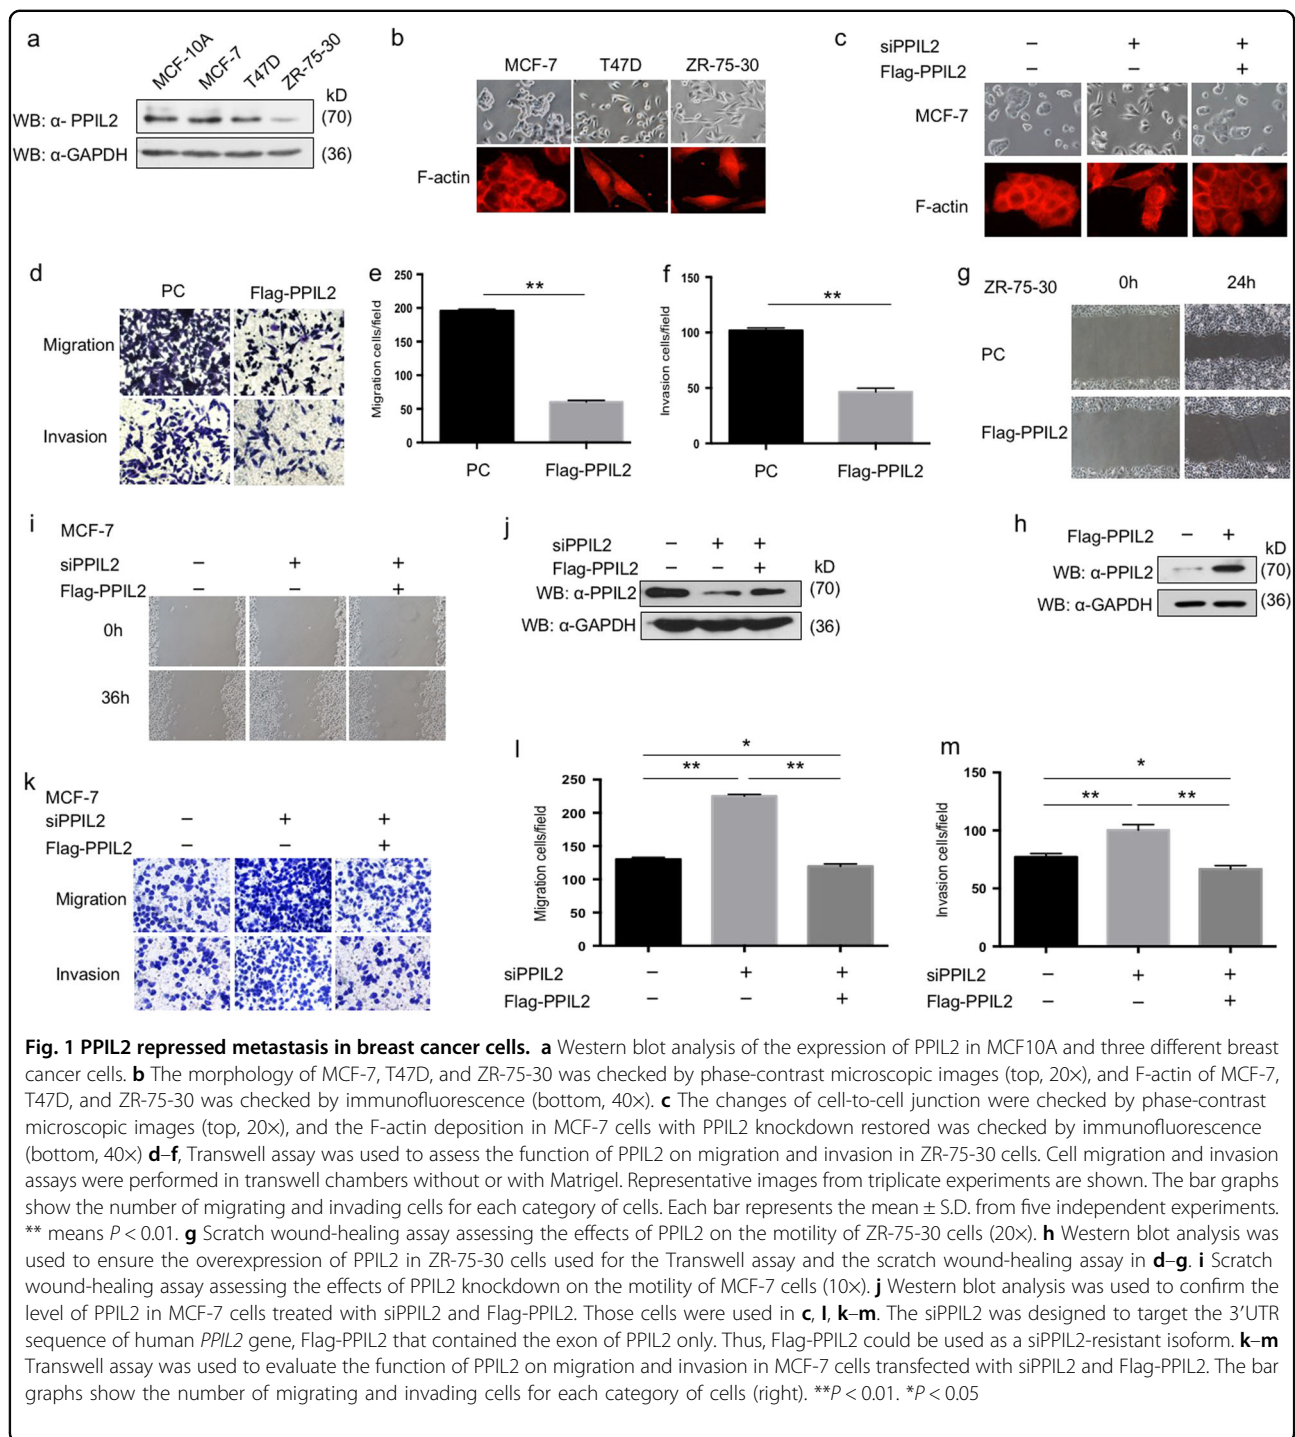 a
MCF-10A
MCF-7
T47D
ZR-75-30
kD
WB: α- PPIL2
(70)
WB: α-GAPDH
(36)
b
MCF-7 T47D ZR-75-30
F-actin
c
siPPIL2 – + +
Flag-PPIL2 – – +
MCF-7
F-actin
d
PC Flag-PPIL2
Migration
Invasion
e
Migration cells/field
250
200
150
100
50
0
**
PC Flag-PPIL2
f
Invasion cells/field
150
100
50
0
**
PC Flag-PPIL2
g
ZR-75-30 0h 24h
PC
Flag-PPIL2
i
MCF-7
siPPIL2 – + +
Flag-PPIL2 – – +
0h
36h
j
siPPIL2 – + +
Flag-PPIL2 – – +
kD
WB: α-PPIL2 (70)
WB: α-GAPDH (36)
h
Flag-PPIL2 – +
kD
WB: α-PPIL2 (70)
WB: α-GAPDH (36)
k
MCF-7
siPPIL2 – + +
Flag-PPIL2 – – +
Migration
Invasion
l
*
** **
Migration cells/field
250
200
150
100
50
0
siPPIL2 – + +
Flag-PPIL2 – – +
m
*
** **
Invasion cells/field
150
100
50
0
siPPIL2 – + +
Flag-PPIL2 – – +
Fig. 1 PPIL2 repressed metastasis in breast cancer cells. a Western blot analysis of the expression of PPIL2 in MCF10A and three different breast
cancer cells. b The morphology of MCF-7, T47D, and ZR-75-30 was checked by phase-contrast microscopic images (top, 20×), and F-actin of MCF-7,
T47D, and ZR-75-30 was checked by immunofluorescence (bottom, 40×). c The changes of cell-to-cell junction were checked by phase-contrast
microscopic images (top, 20×), and the F-actin deposition in MCF-7 cells with PPIL2 knockdown restored was checked by immunofluorescence
(bottom, 40×) d–f, Transwell assay was used to assess the function of PPIL2 on migration and invasion in ZR-75-30 cells. Cell migration and invasion
assays were performed in transwell chambers without or with Matrigel. Representative images from triplicate experiments are shown. The bar graphs
show the number of migrating and invading cells for each category of cells. Each bar represents the mean ± S.D. from five independent experiments.
** means P < 0.01. g Scratch wound-healing assay assessing the effects of PPIL2 on the motility of ZR-75-30 cells (20×). h Western blot analysis was
used to ensure the overexpression of PPIL2 in ZR-75-30 cells used for the Transwell assay and the scratch wound-healing assay in d–g. i Scratch
wound-healing assay assessing the effects of PPIL2 knockdown on the motility of MCF-7 cells (10×). j Western blot analysis was used to confirm the
level of PPIL2 in MCF-7 cells treated with siPPIL2 and Flag-PPIL2. Those cells were used in c, I, k–m. The siPPIL2 was designed to target the 3′UTR
sequence of human PPIL2 gene, Flag-PPIL2 that contained the exon of PPIL2 only. Thus, Flag-PPIL2 could be used as a siPPIL2-resistant isoform. k–m
Transwell assay was used to evaluate the function of PPIL2 on migration and invasion in MCF-7 cells transfected with siPPIL2 and Flag-PPIL2. The bar
graphs show the number of migrating and invading cells for each category of cells (right). **P < 0.01. *P < 0.05